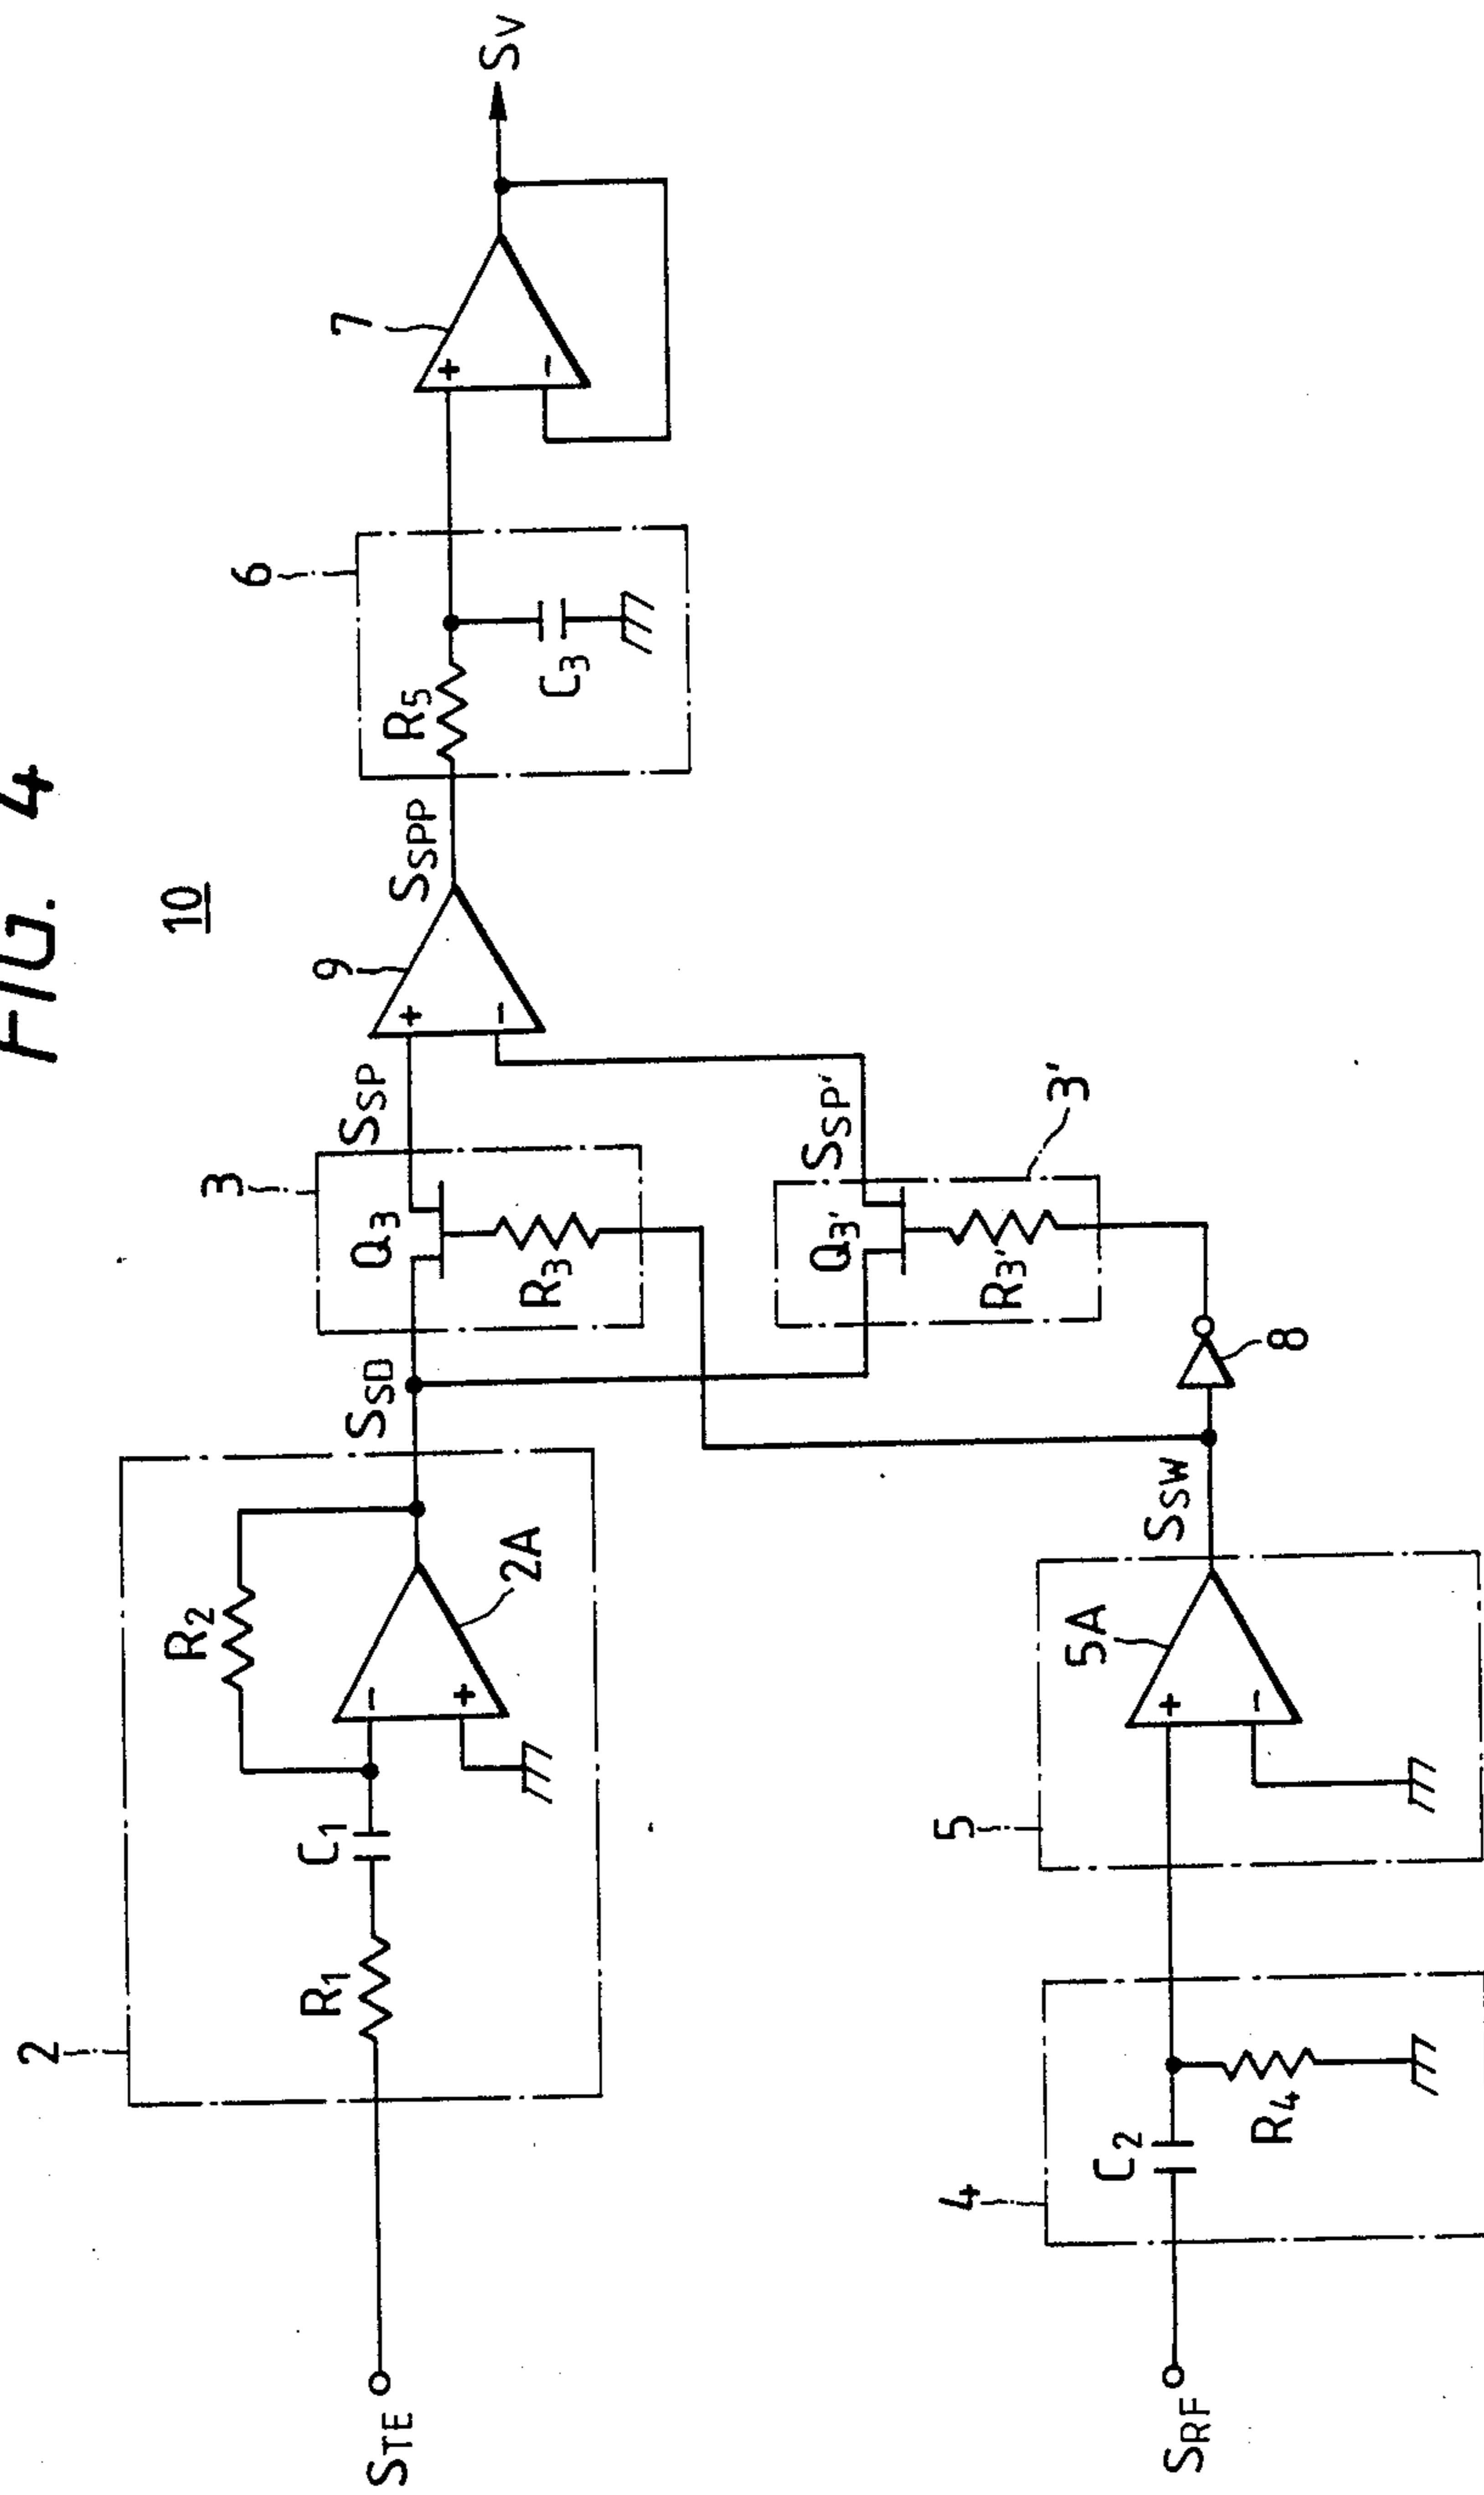 FIG. 4
10
2
R2
R1
C1
-
+
2A
SSD
3
Q3
R3
SSP
9
+
-
SSPP
6
R5
C3
7
+
-
SV
STE
Q3'
R3'
SSP'
3'
8
SRF
4
C2
R4
5
5A
+
-
SSW